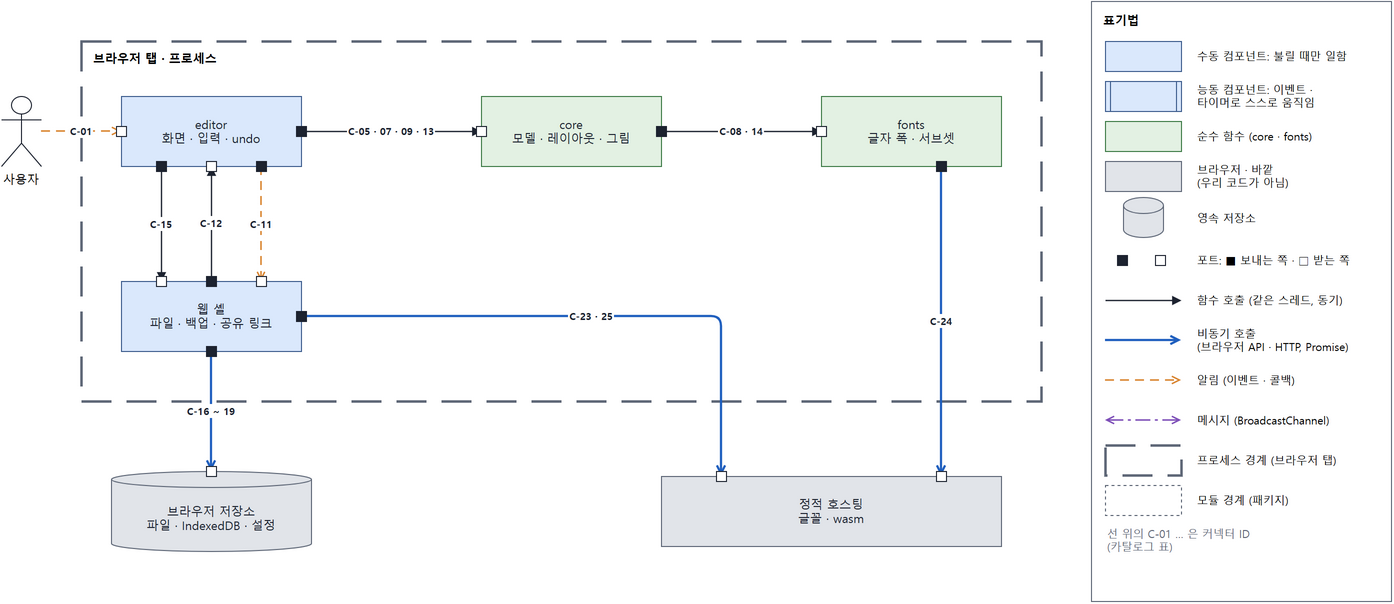 브라우저 탭 · 프로세스
사용자
C-01
editor
화면 · 입력 · undo
C-05 · 07 · 09 · 13
core
모델 · 레이아웃 · 그림
C-08 · 14
fonts
글자 폭 · 서브셋
C-15
C-12
C-11
웹 셸
파일 · 백업 · 공유 링크
C-23 · 25
C-24
C-16 ~ 19
브라우저 저장소
파일 · IndexedDB · 설정
정적 호스팅
글꼴 · wasm
표기법
수동 컴포넌트: 불릴 때만 일함
능동 컴포넌트: 이벤트 ·
타이머로 스스로 움직임
순수 함수 (core · fonts)
브라우저 · 바깥
(우리 코드가 아님)
영속 저장소
포트: ■ 보내는 쪽 · □ 받는 쪽
함수 호출 (같은 스레드, 동기)
비동기 호출
(브라우저 API · HTTP, Promise)
알림 (이벤트 · 콜백)
메시지 (BroadcastChannel)
프로세스 경계 (브라우저 탭)
모듈 경계 (패키지)
선 위의 C-01 ... 은 커넥터 ID
(카탈로그 표)